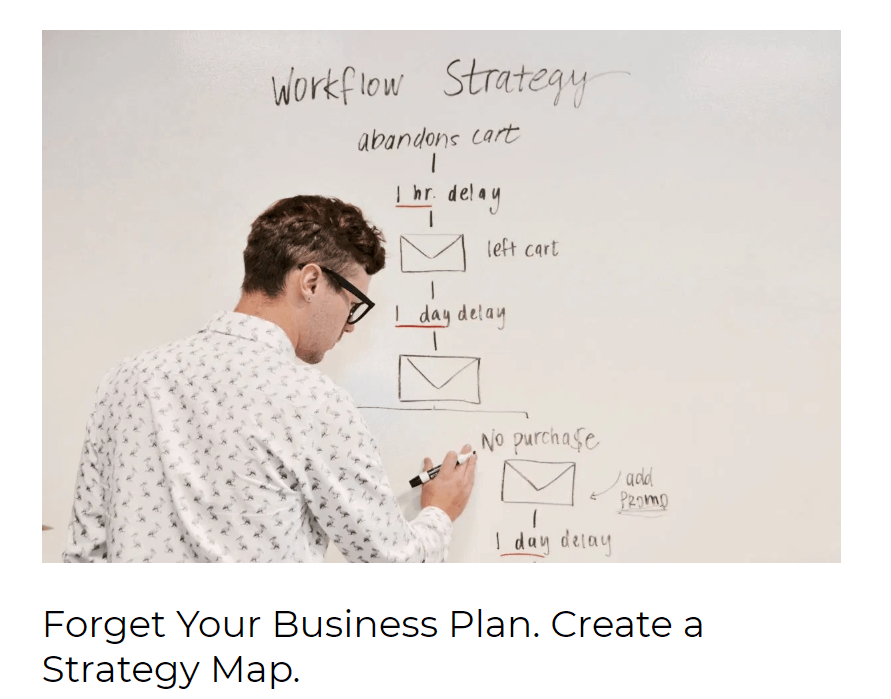 Workflow Strategy
abandons cart
1 hr. delay
left cart
1 day delay
No purchase
add
PROMO
1 day delay
Forget Your Business Plan. Create a
Strategy Map.